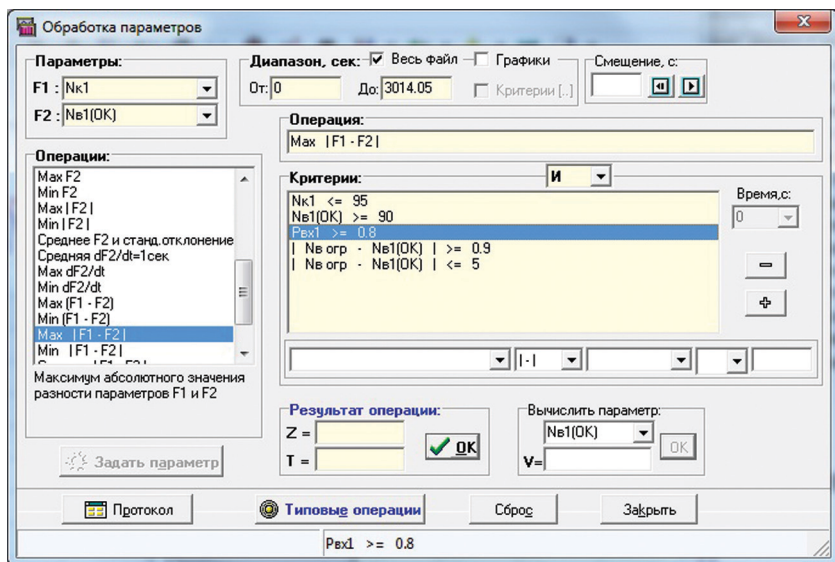 Обработка параметров
Параметры:
F1 : Nк1
F2 : Nв1(ОК)
Диапазон, сек: Весь файл Графики
От: 0 До: 3014.05 Критерии [..]
Смещение, с:
Операции:
Max F2
Min F2
Max | F2 |
Min | F2 |
Среднее F2 и станд.отклонение
Средняя dF2/dt=1сек
Max dF2/dt
Min dF2/dt
Max (F1 - F2)
Min (F1 - F2)
Max | F1 - F2 |
Min | F1 - F2 |
Максимум абсолютного значения
разности параметров F1 и F2
Задать параметр
Операция:
Max | F1 - F2 |
Критерии: И
Nк1 <= 95
Nв1(ОК) >= 90
Pвх1 >= 0.8
| Nв огр - Nв1(ОК) | >= 0.9
| Nв огр - Nв1(ОК) | <= 5
Время,с:
0
| - |
Результат операции:
Z =
T =
OK
Вычислить параметр:
Nв1(ОК)
V=
OK
Протокол
Типовые операции
Сброс
Закрыть
Pвх1 >= 0.8